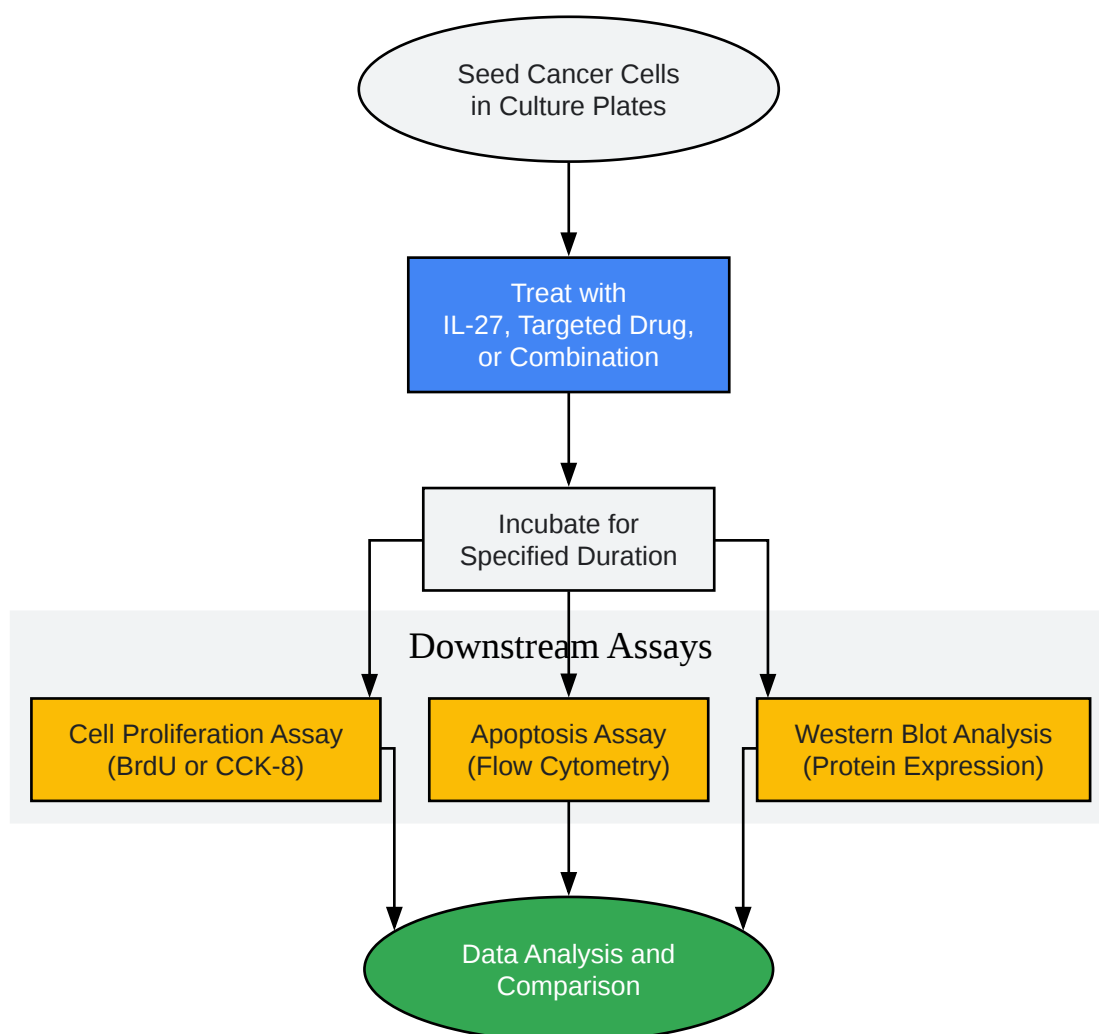 Seed Cancer Cells
in Culture Plates
Treat with
IL-27, Targeted Drug,
or Combination
Incubate for
Specified Duration
Downstream Assays
Cell Proliferation Assay
(BrdU or CCK-8)
Apoptosis Assay
(Flow Cytometry)
Western Blot Analysis
(Protein Expression)
Data Analysis and
Comparison